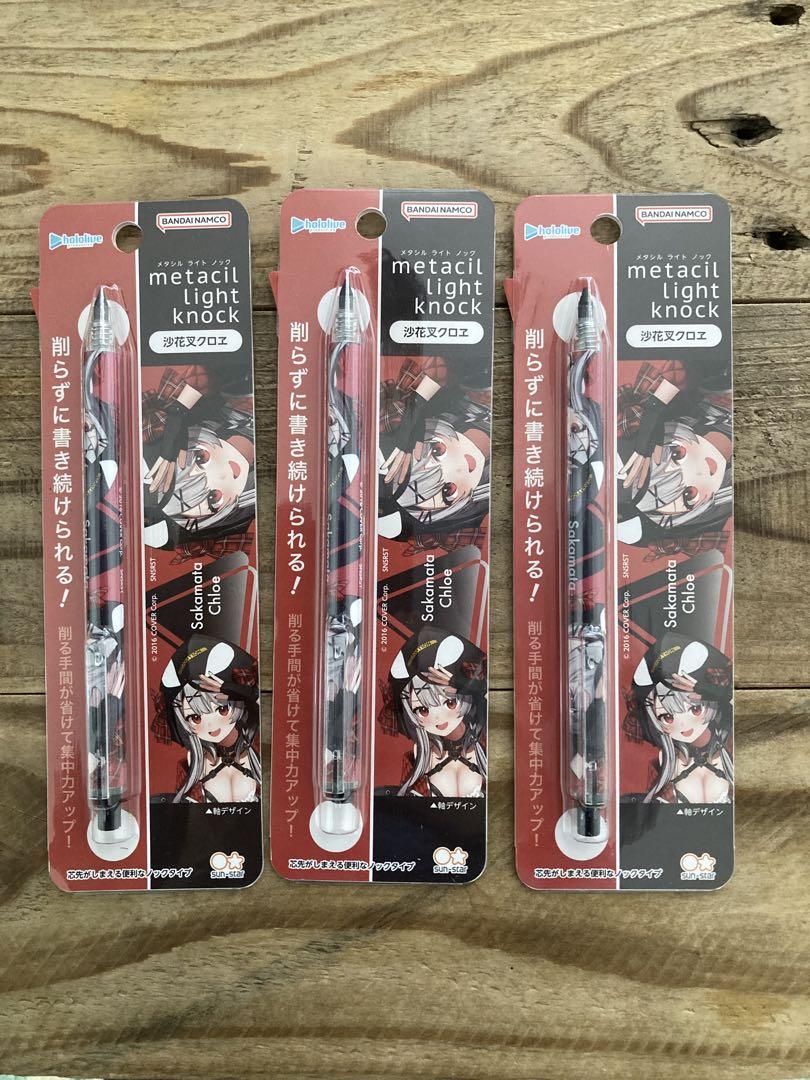 hololive
BANDAI NAMCO
メタシル ライト ノック
metacil
light
knock
沙花叉クロヱ
削らずに書き続けられる!
削る手間が省けて集中力アップ!
Sakamata
© 2016 COVER Corp. SNSRST
Sakamata
Chloe
▲軸デザイン
芯先がしまえる便利なノックタイプ
sun-star
hololive
BANDAI NAMCO
メタシル ライト ノック
metacil
light
knock
沙花叉クロヱ
削らずに書き続けられる!
削る手間が省けて集中力アップ!
© 2016 COVER Corp.
© 2016 COVER Corp. SNSRST
Sakamata
Chloe
▲軸デザイン
芯先がしまえる便利なノックタイプ
sun-star
hololive
BANDAI NAMCO
メタシル ライト ノック
metacil
light
knock
沙花叉クロヱ
削らずに書き続けられる!
削る手間が省けて集中力アップ!
Sakamata
© 2016 COVER Corp. SNSRST
Sakamata
Chloe
▲軸デザイン
芯先がしまえる便利なノックタイプ
sun-star